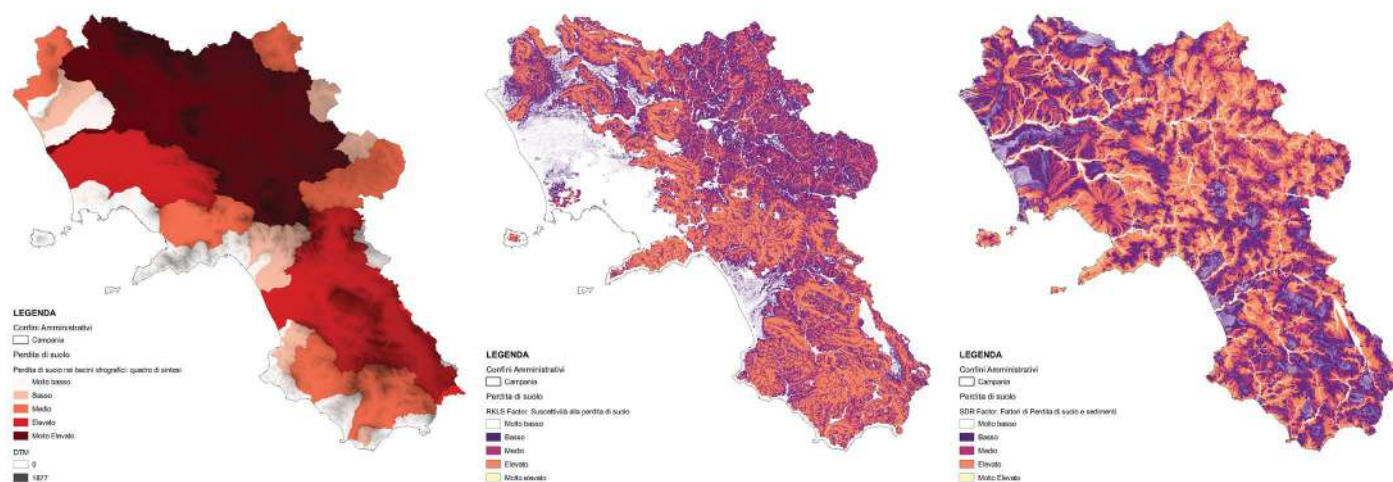 LEGENDA
Confini Amministrativi
Campania
Perdita di suolo
Perdita di suolo nei bacini idrografici: quadro di sintesi
Molto basso
Basso
Medio
Elevato
Molto Elevato
DTM
0
1877
LEGENDA
Confini Amministrativi
Campania
Perdita di suolo
RKLS Factor. Suscettività alla perdita di suolo
Molto basso
Basso
Medio
Elevato
Molto elevato
LEGENDA
Confini Amministrativi
Campania
Perdita di suolo
SDR Factor. Fattori di Perdita di suolo e sedimenti
Molto basso
Basso
Medio
Elevato
Molto Elevato